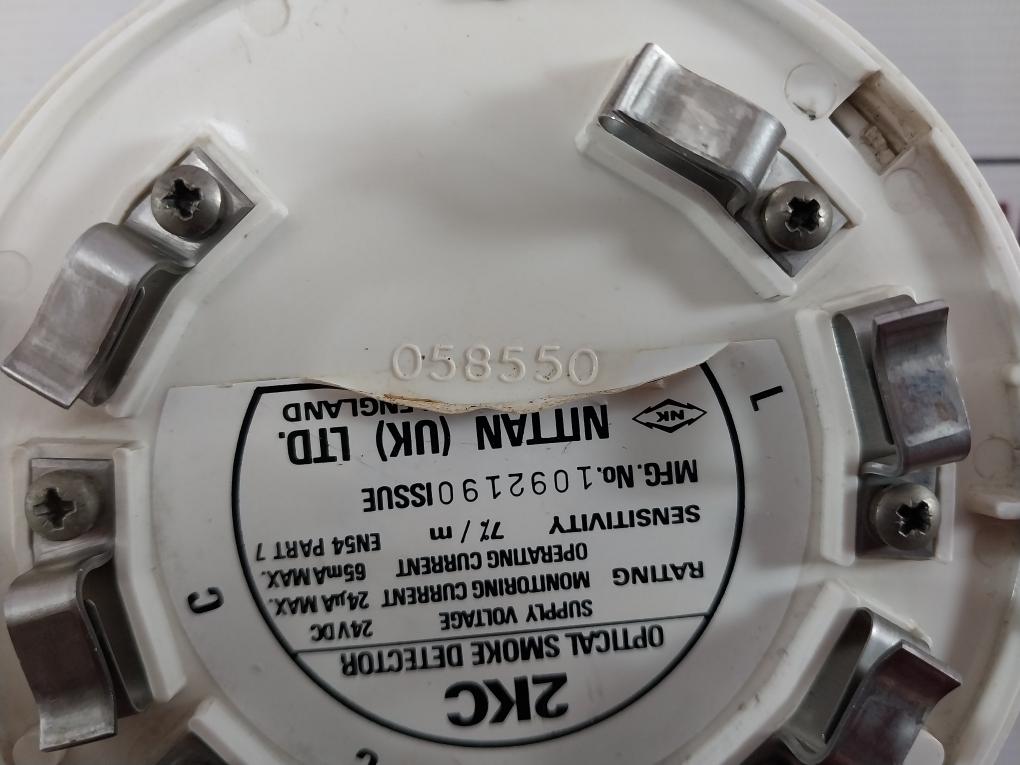 058550
2KC
OPTICAL SMOKE DETECTOR
SUPPLY VOLTAGE 24VDC
RATING MONITORING CURRENT 24μA MAX.
OPERATING CURRENT 65mA MAX.
SENSITIVITY 7% / m EN54 PART 7
MFG.No.1092190 ISSUE
NK NITTAN (UK) LTD.
ENGLAND
L
C
C